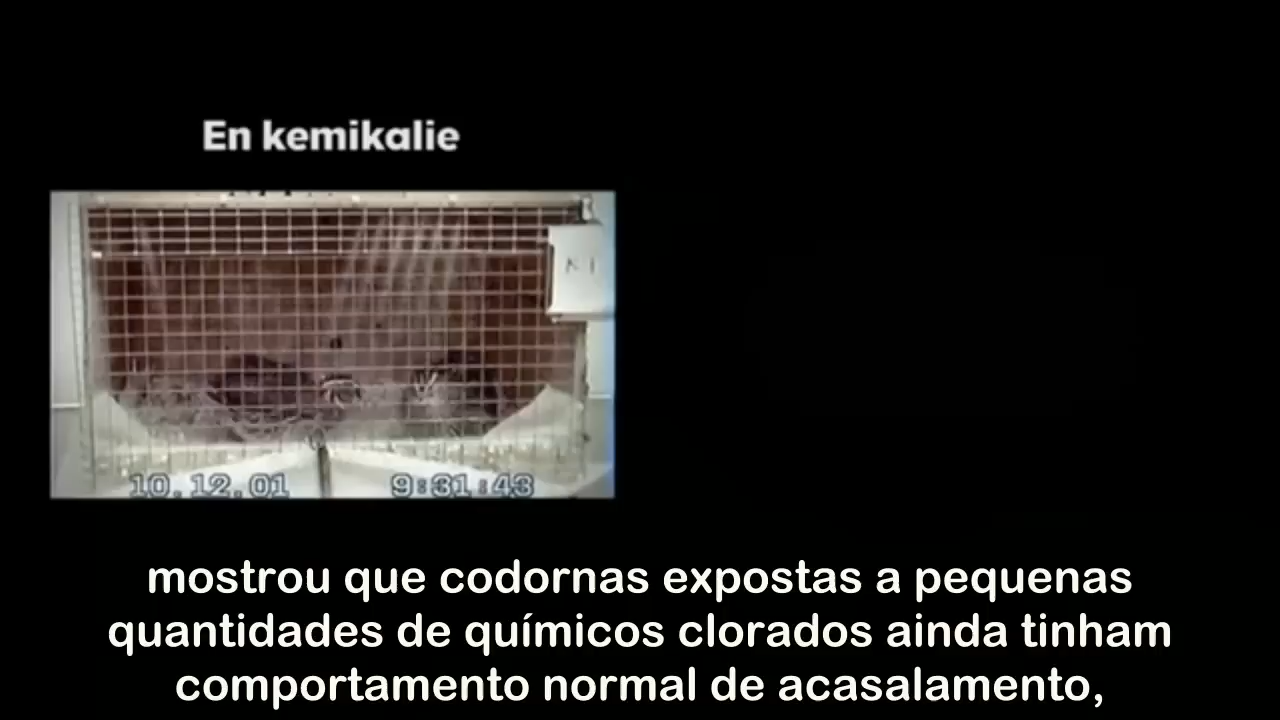 En kemikalie
K 1
10.12.01 9:31:43
mostrou que codornas expostas a pequenas
quantidades de químicos clorados ainda tinham
comportamento normal de acasalamento,